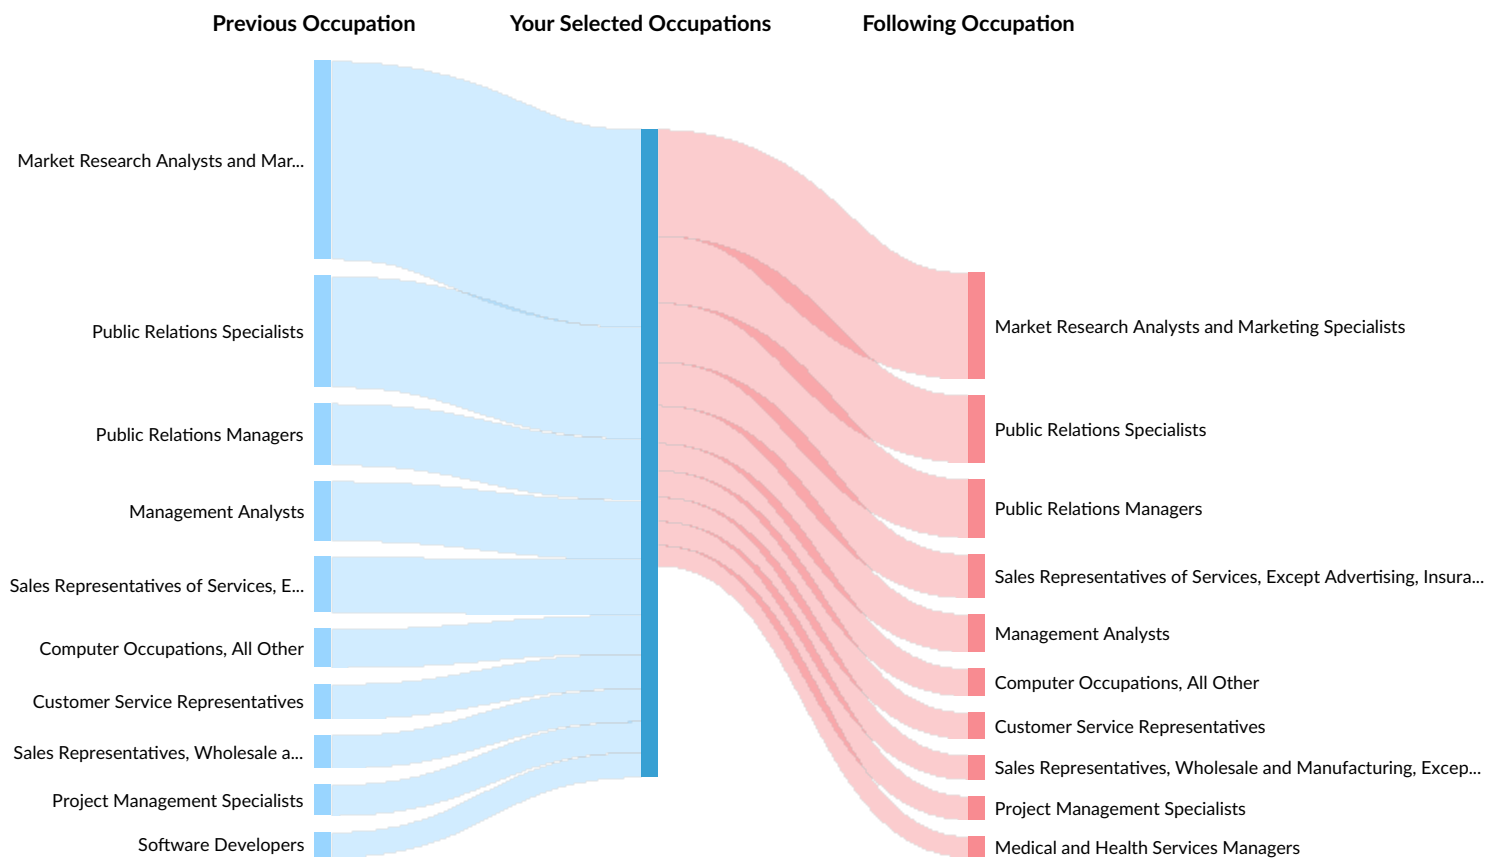 Previous Occupation
Your Selected Occupations
Following Occupation
Market Research Analysts and Mar...
Public Relations Specialists
Public Relations Managers
Management Analysts
Sales Representatives of Services, E...
Computer Occupations, All Other
Customer Service Representatives
Sales Representatives, Wholesale a...
Project Management Specialists
Software Developers
Market Research Analysts and Marketing Specialists
Public Relations Specialists
Public Relations Managers
Sales Representatives of Services, Except Advertising, Insura...
Management Analysts
Computer Occupations, All Other
Customer Service Representatives
Sales Representatives, Wholesale and Manufacturing, Excep...
Project Management Specialists
Medical and Health Services Managers